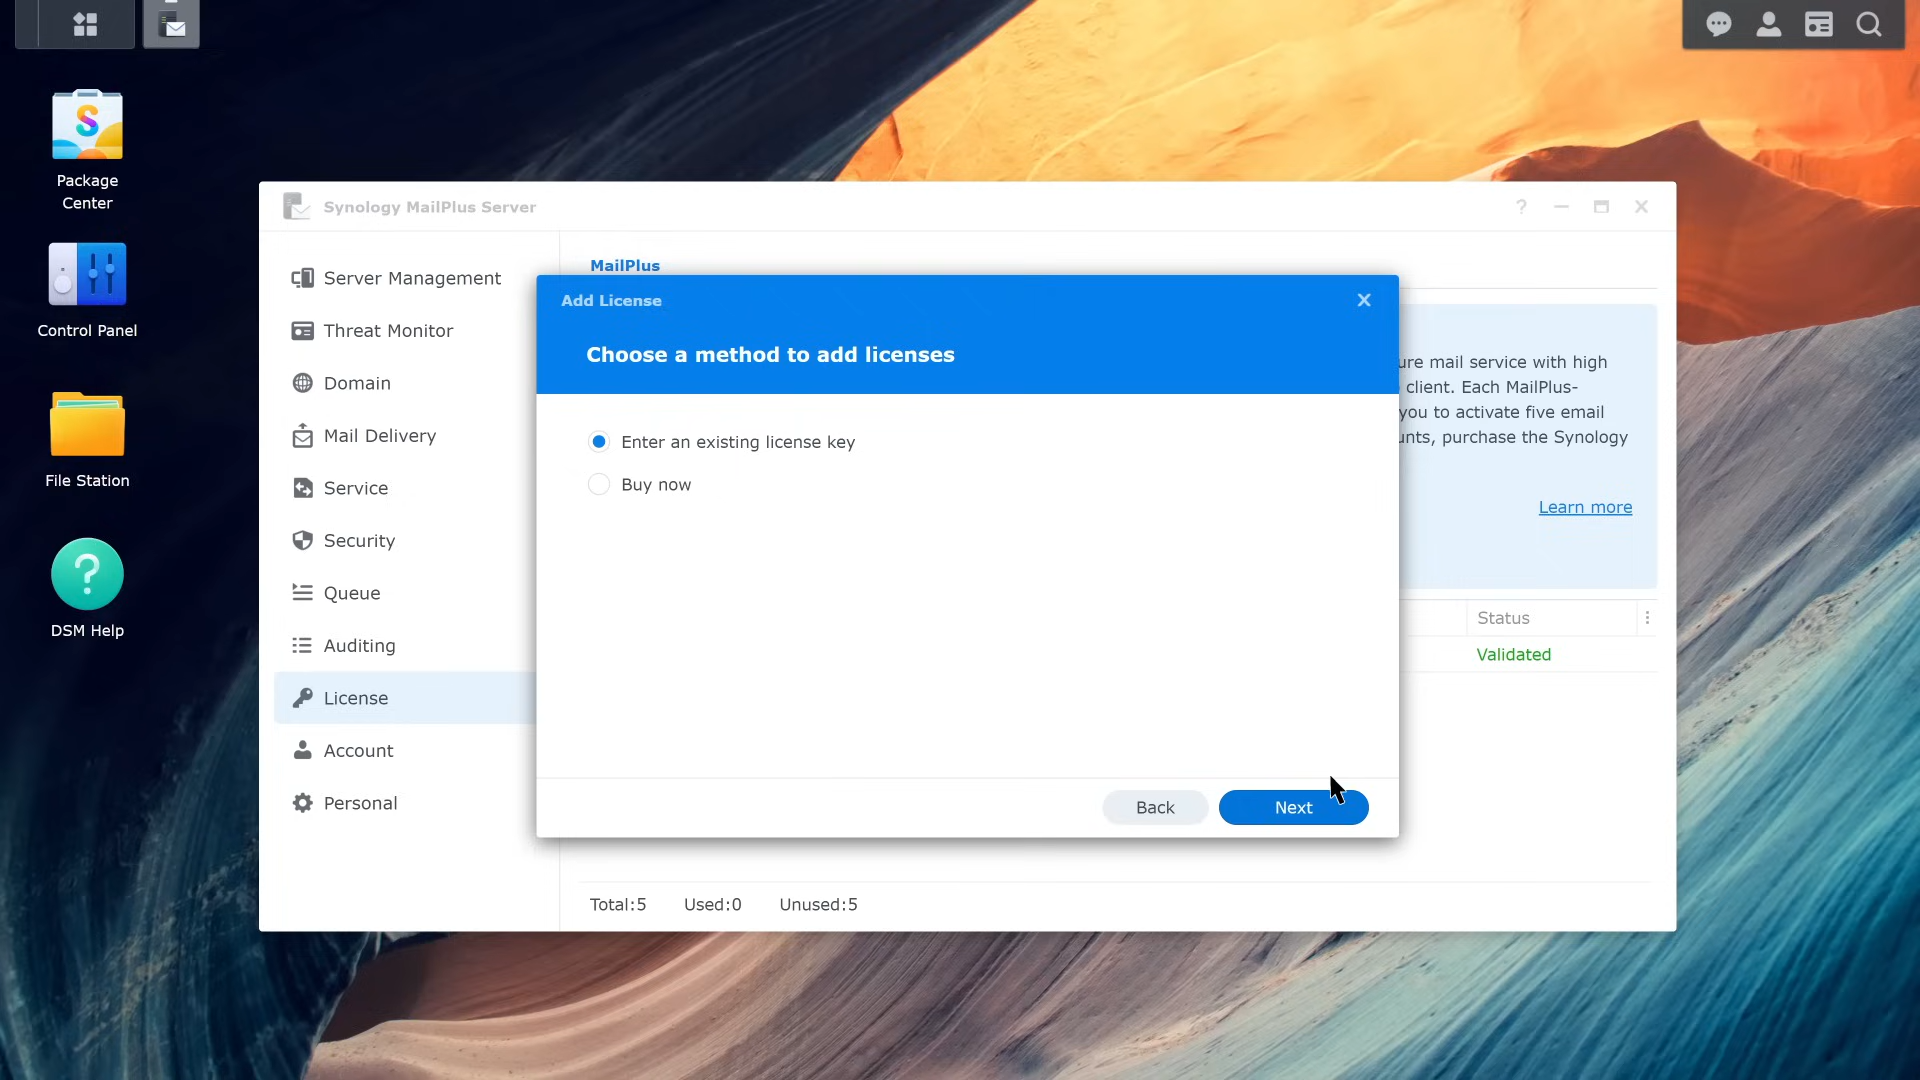 Package
Center
Control Panel
File Station
DSM Help
Synology MailPlus Server
Server Management
Threat Monitor
Domain
Mail Delivery
Service
Security
Queue
Auditing
License
Account
Personal
MailPlus
Add License
Choose a method to add licenses
Enter an existing license key
Buy now
Back
Next
ure mail service with high
client. Each MailPlus-
you to activate five email
unts, purchase the Synology
Learn more
Status
Validated
Total:5 Used:0 Unused:5